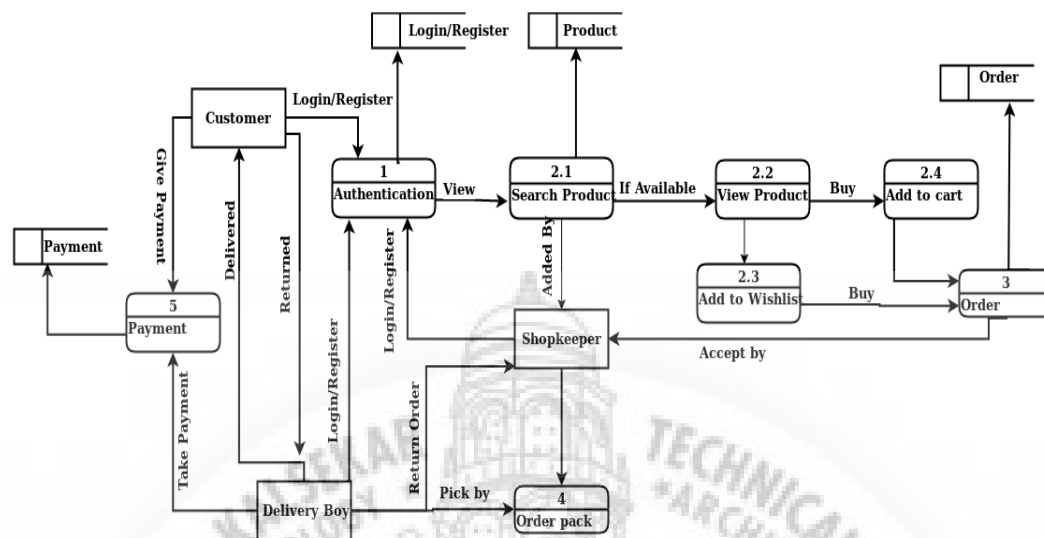 Login/Register
Product
Order
Login/Register
Customer
1
Authentication
View
2.1
Search Product
If Available
2.2
View Product
Buy
2.4
Add to cart
Give Payment
Delivered
Returned
Payment
5
Payment
Login/Register
Added By
2.3
Add to Wishlist
Buy
3
Order
Shopkeeper
Accept by
Login/Register
Return Order
Take Payment
Delivery Boy
Pick by
4
Order pack
KALSEKAR
TECHNICAL